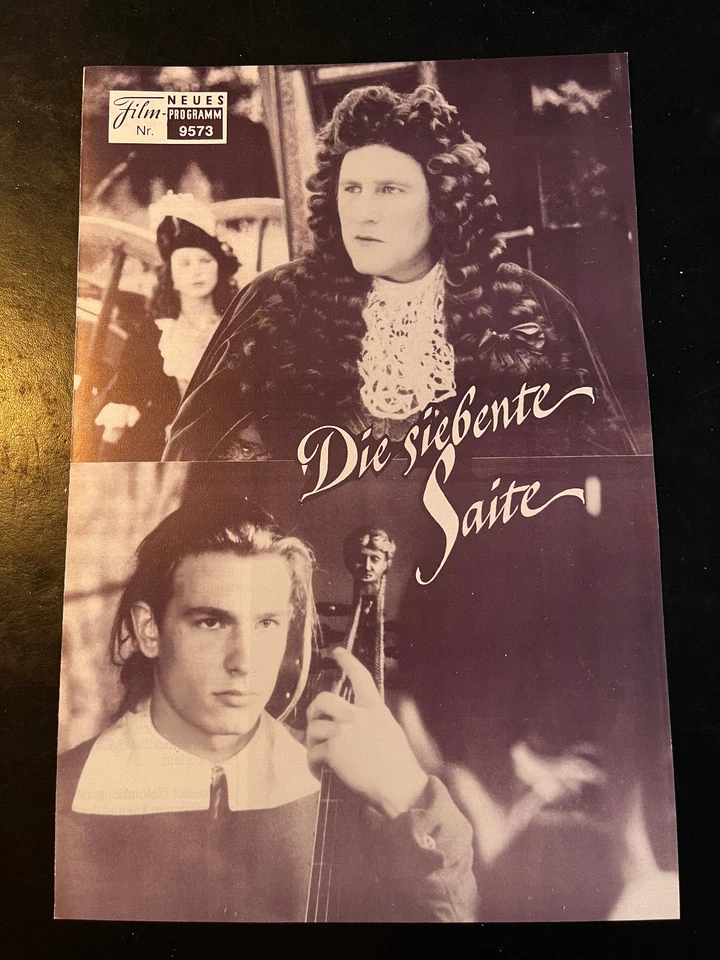 Film-
NEUES
PROGRAMM
Nr. 9573
Die siebente
Saite